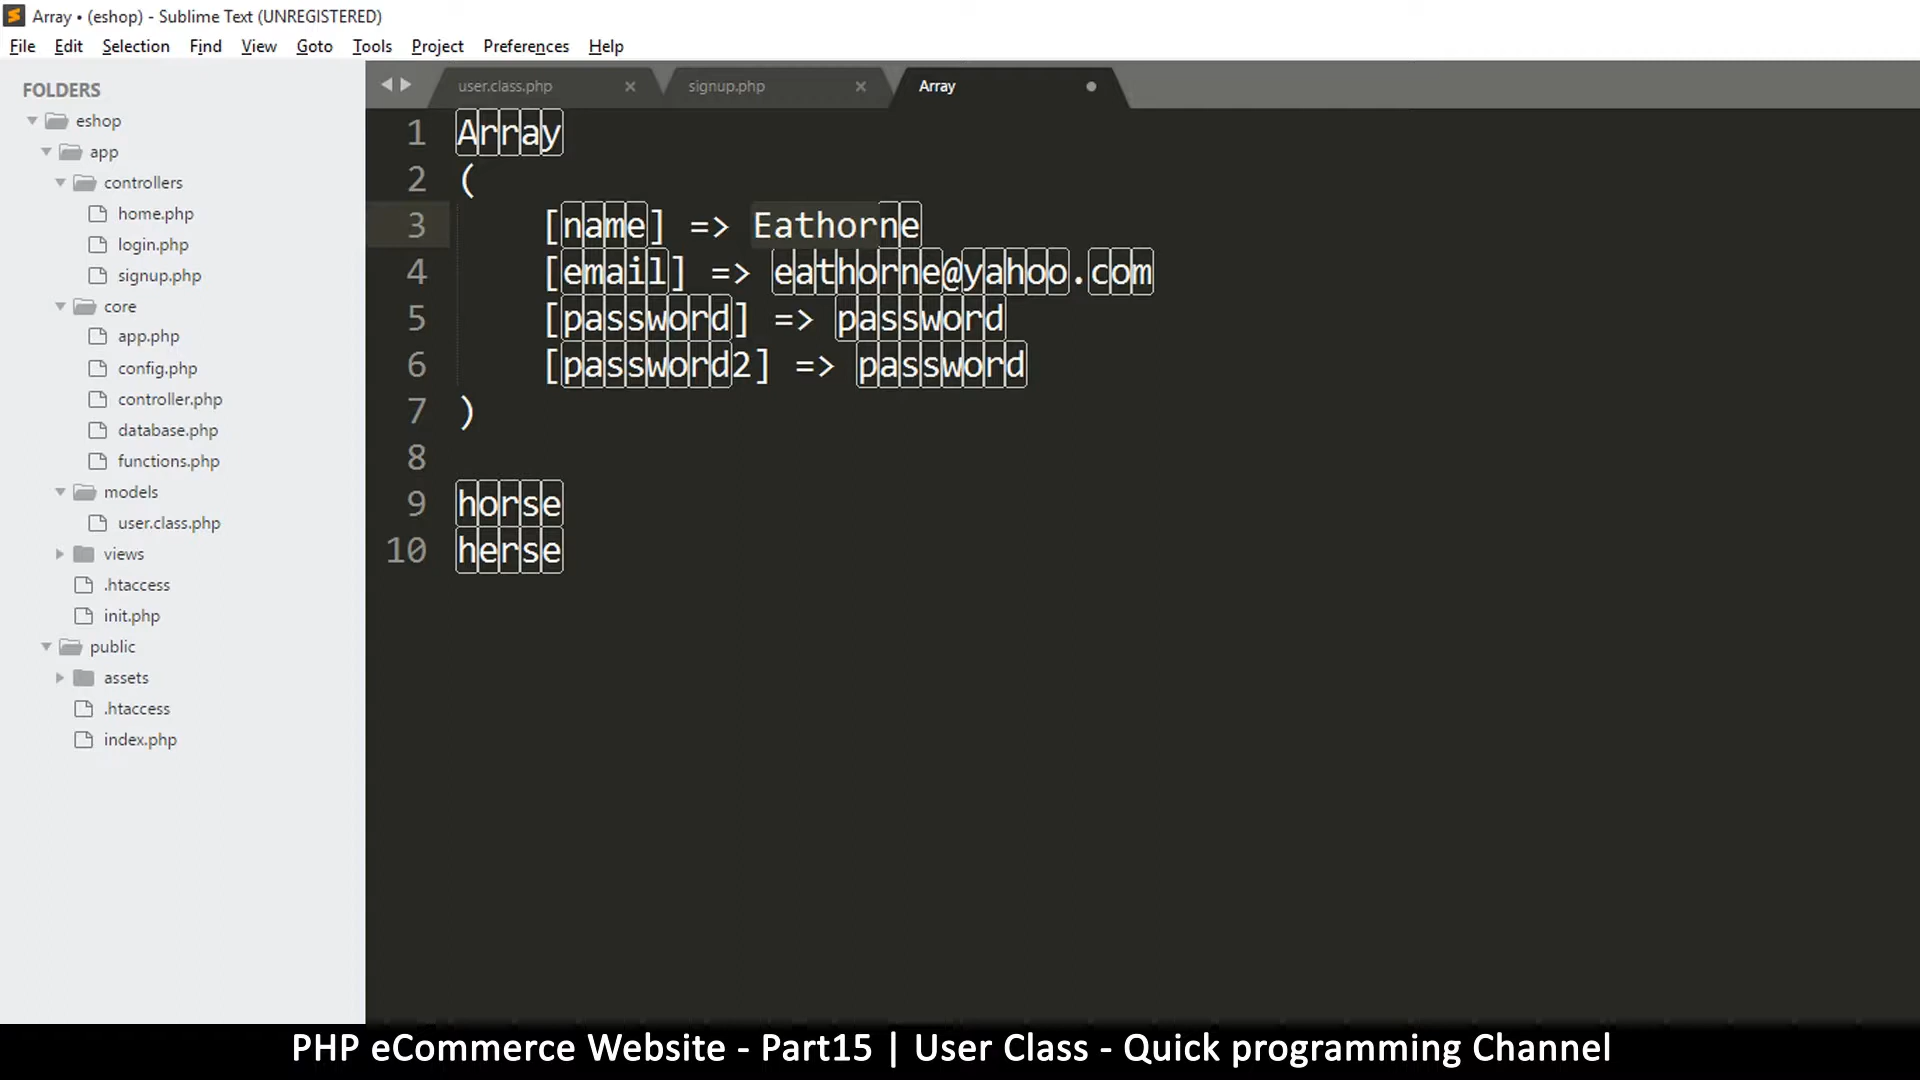 Array • (eshop) - Sublime Text (UNREGISTERED)
File Edit Selection Find View Goto Tools Project Preferences Help
FOLDERS
eshop
app
controllers
home.php
login.php
signup.php
core
app.php
config.php
controller.php
database.php
functions.php
models
user.class.php
views
.htaccess
init.php
public
assets
.htaccess
index.php
user.class.php signup.php Array
1 Array
2 (
3 [name] => Eathorne
4 [email] => eathorne@yahoo.com
5 [password] => password
6 [password2] => password
7 )
8
9 horse
10 herse
PHP eCommerce Website - Part15 | User Class - Quick programming Channel